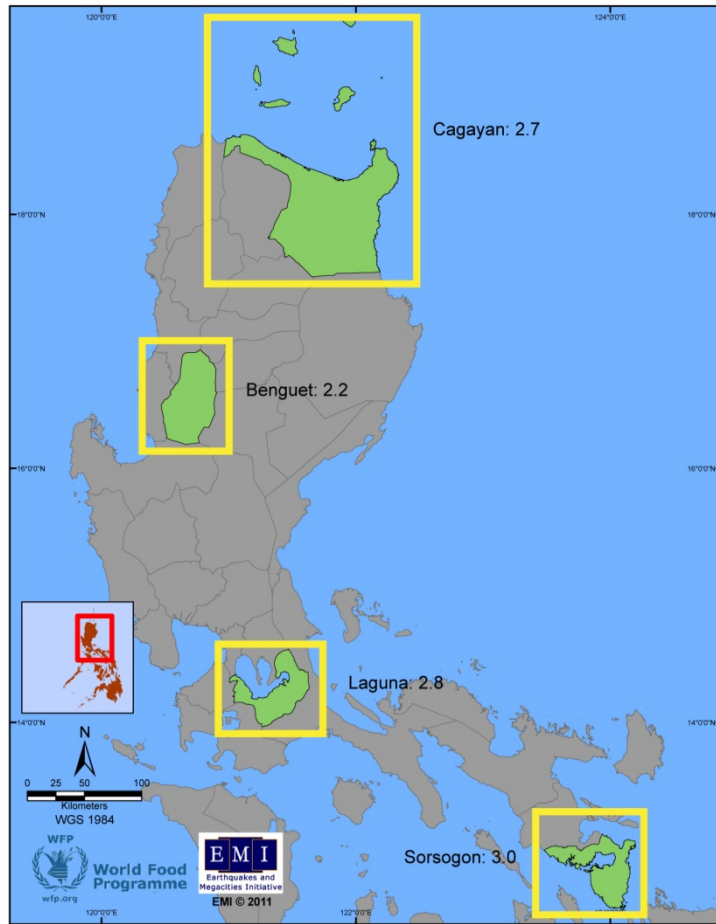 120°0'0"E
124°0'0"E
Cagayan: 2.7
18°0'0"N
18°0'0"N
Benguet: 2.2
16°0'0"N
16°0'0"N
Laguna: 2.8
14°0'0"N
14°0'0"N
N
0 25 50 100
Kilometers
WGS 1984
Sorsogon: 3.0
WFP
wfp.org
World Food
Programme
EMI
Earthquakes and
Megacities Initiative
EMI © 2011
120°0'0"E
122°0'0"E
124°0'0"E